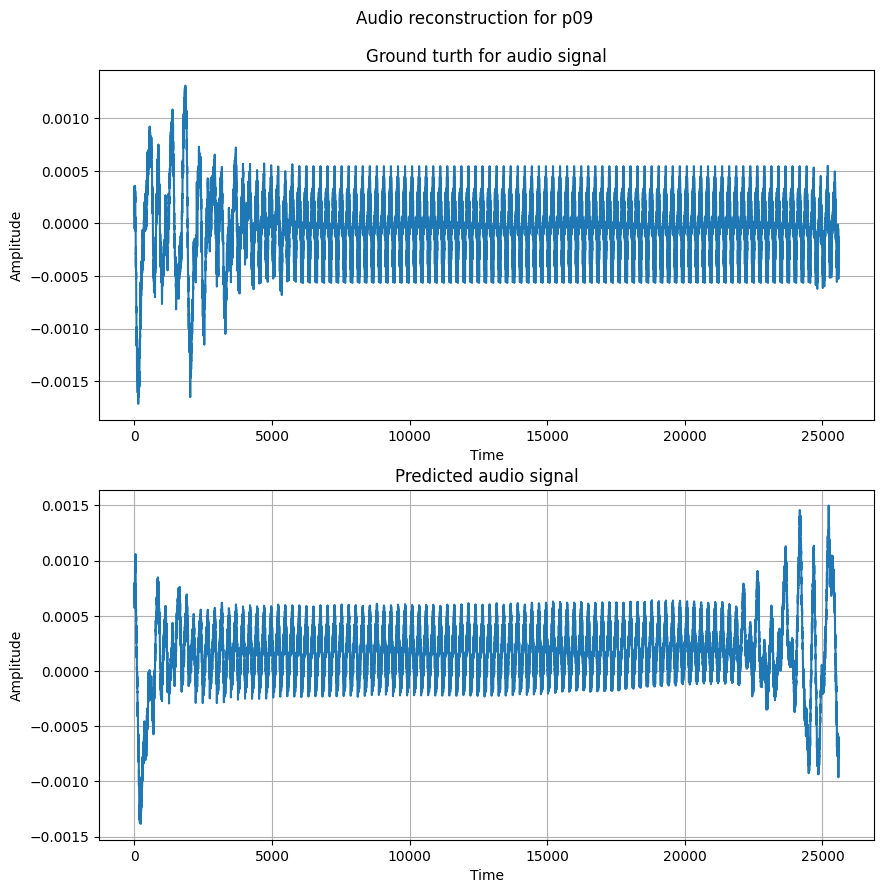 Audio reconstruction for p09
Ground turth for audio signal
0.0010
0.0005
0.0000
−0.0005
−0.0010
−0.0015
Amplitude
0 5000 10000 15000 20000 25000
Time
Predicted audio signal
0.0015
0.0010
0.0005
0.0000
−0.0005
−0.0010
−0.0015
Amplitude
0 5000 10000 15000 20000 25000
Time